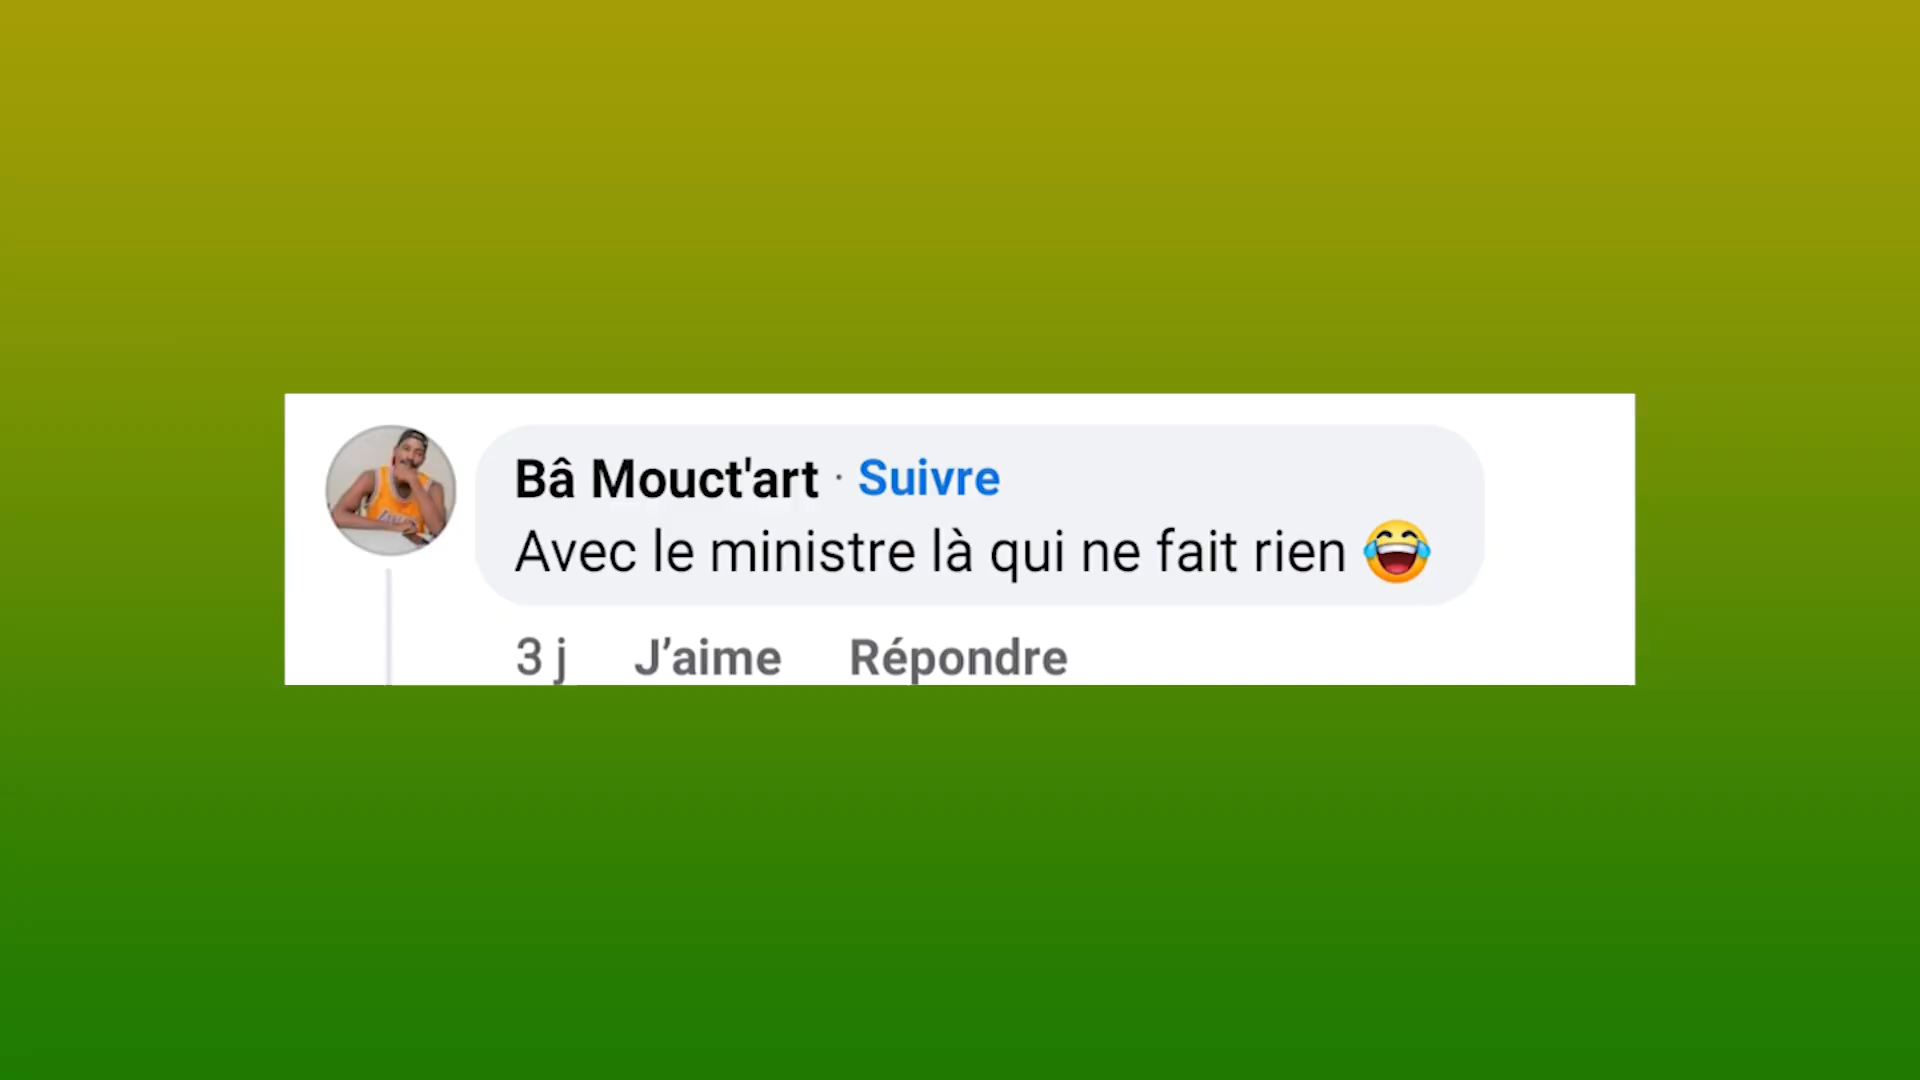 Bâ Mouct'art · Suivre
Avec le ministre là qui ne fait rien 😂
3 j J’aime Répondre